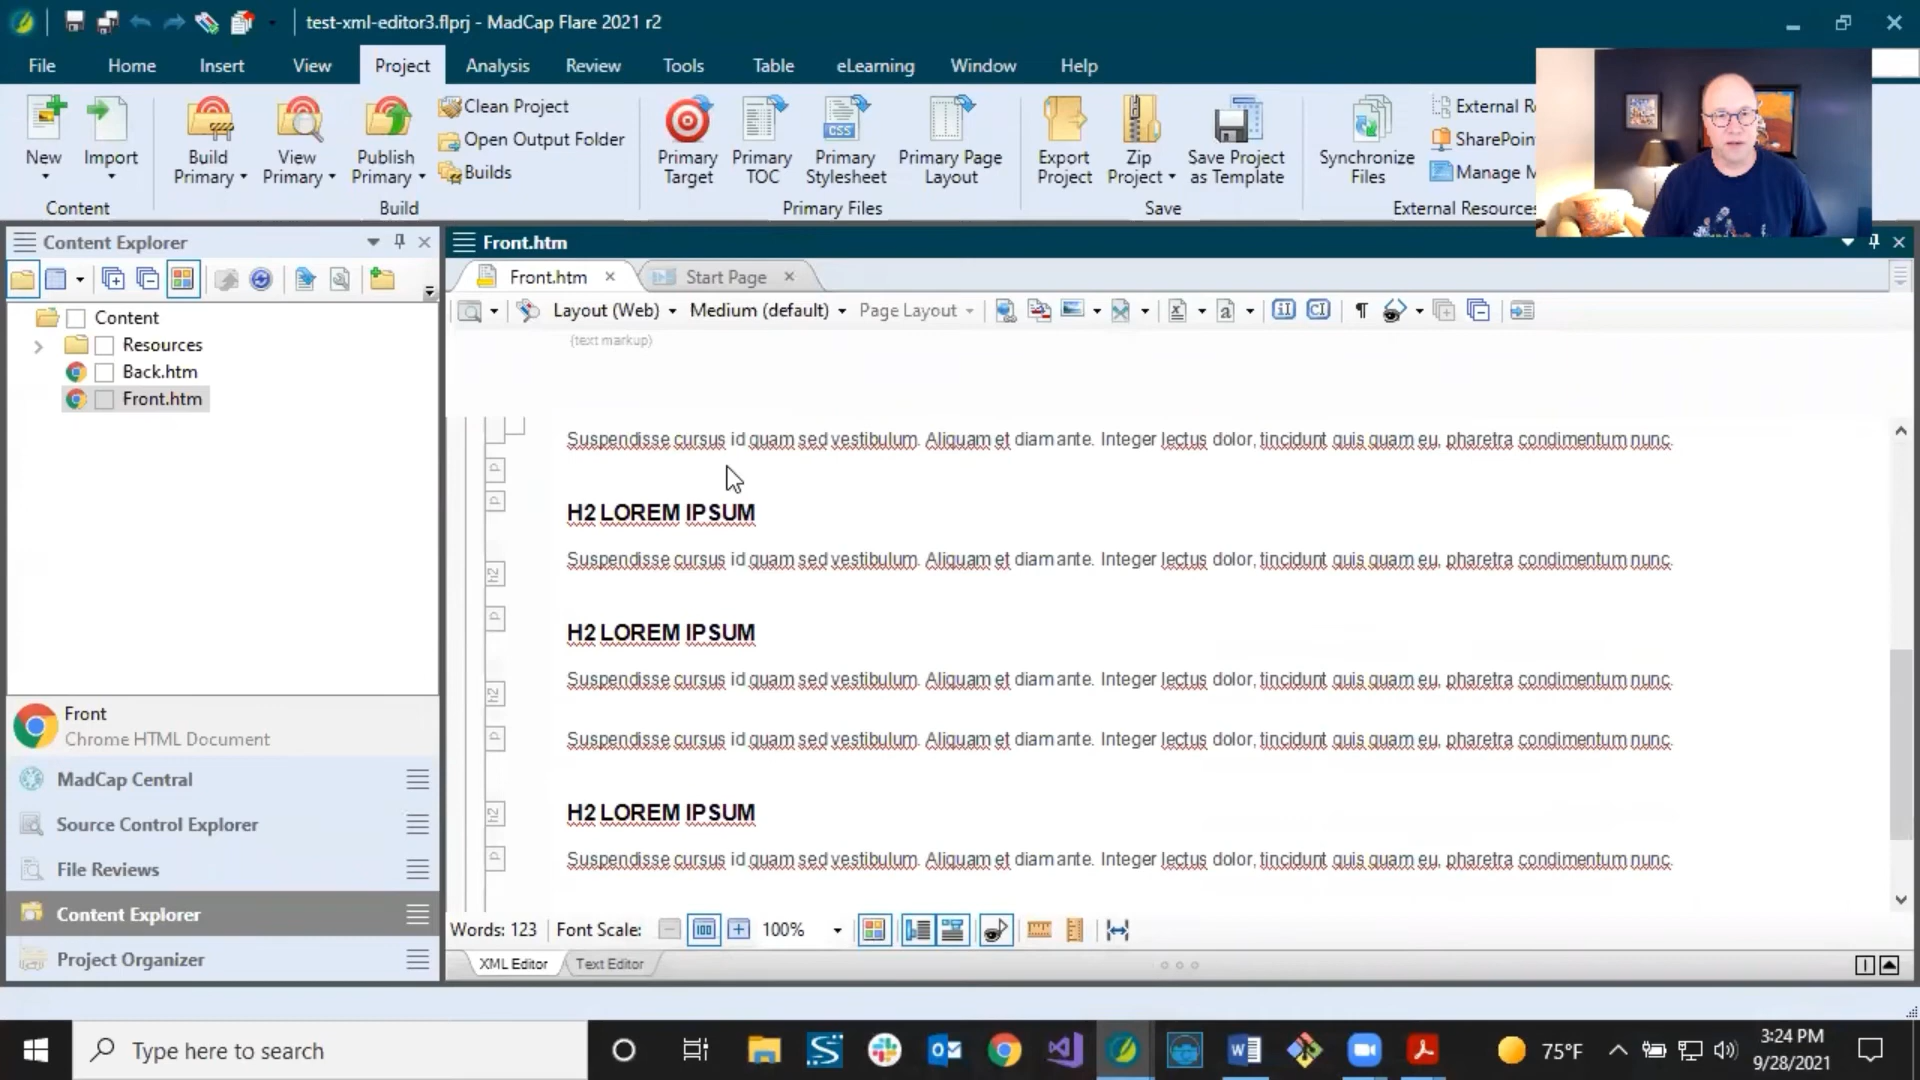 test-xml-editor3.flprj - MadCap Flare 2021 r2
File Home Insert View Project Analysis Review Tools Table eLearning Window Help
New
Import
Content
Build Primary
View Primary
Publish Primary
Clean Project
Open Output Folder
Builds
Build
Primary Target
Primary TOC
CSS
Primary Stylesheet
Primary Page Layout
Primary Files
Export Project
Zip Project
Save Project as Template
Save
Synchronize Files
External R
SharePoin
Manage M
External Resources
Content Explorer
Content
Resources
Back.htm
Front.htm
Front
Chrome HTML Document
MadCap Central
Source Control Explorer
File Reviews
Content Explorer
Project Organizer
Front.htm
Front.htm Start Page
Layout (Web) Medium (default) Page Layout
(text markup)
Suspendisse cursus id quam sed vestibulum. Aliquam et diam ante. Integer lectus dolor, tincidunt quis quam eu, pharetra condimentum nunc.
p
p
H2 LOREM IPSUM
Suspendisse cursus id quam sed vestibulum. Aliquam et diam ante. Integer lectus dolor, tincidunt quis quam eu, pharetra condimentum nunc.
h2
p
H2 LOREM IPSUM
Suspendisse cursus id quam sed vestibulum. Aliquam et diam ante. Integer lectus dolor, tincidunt quis quam eu, pharetra condimentum nunc.
h2
p
Suspendisse cursus id quam sed vestibulum. Aliquam et diam ante. Integer lectus dolor, tincidunt quis quam eu, pharetra condimentum nunc.
h2
H2 LOREM IPSUM
p
Suspendisse cursus id quam sed vestibulum. Aliquam et diam ante. Integer lectus dolor, tincidunt quis quam eu, pharetra condimentum nunc.
Words: 123 Font Scale: 100 100%
XML Editor Text Editor
Type here to search
75°F
3:24 PM
9/28/2021